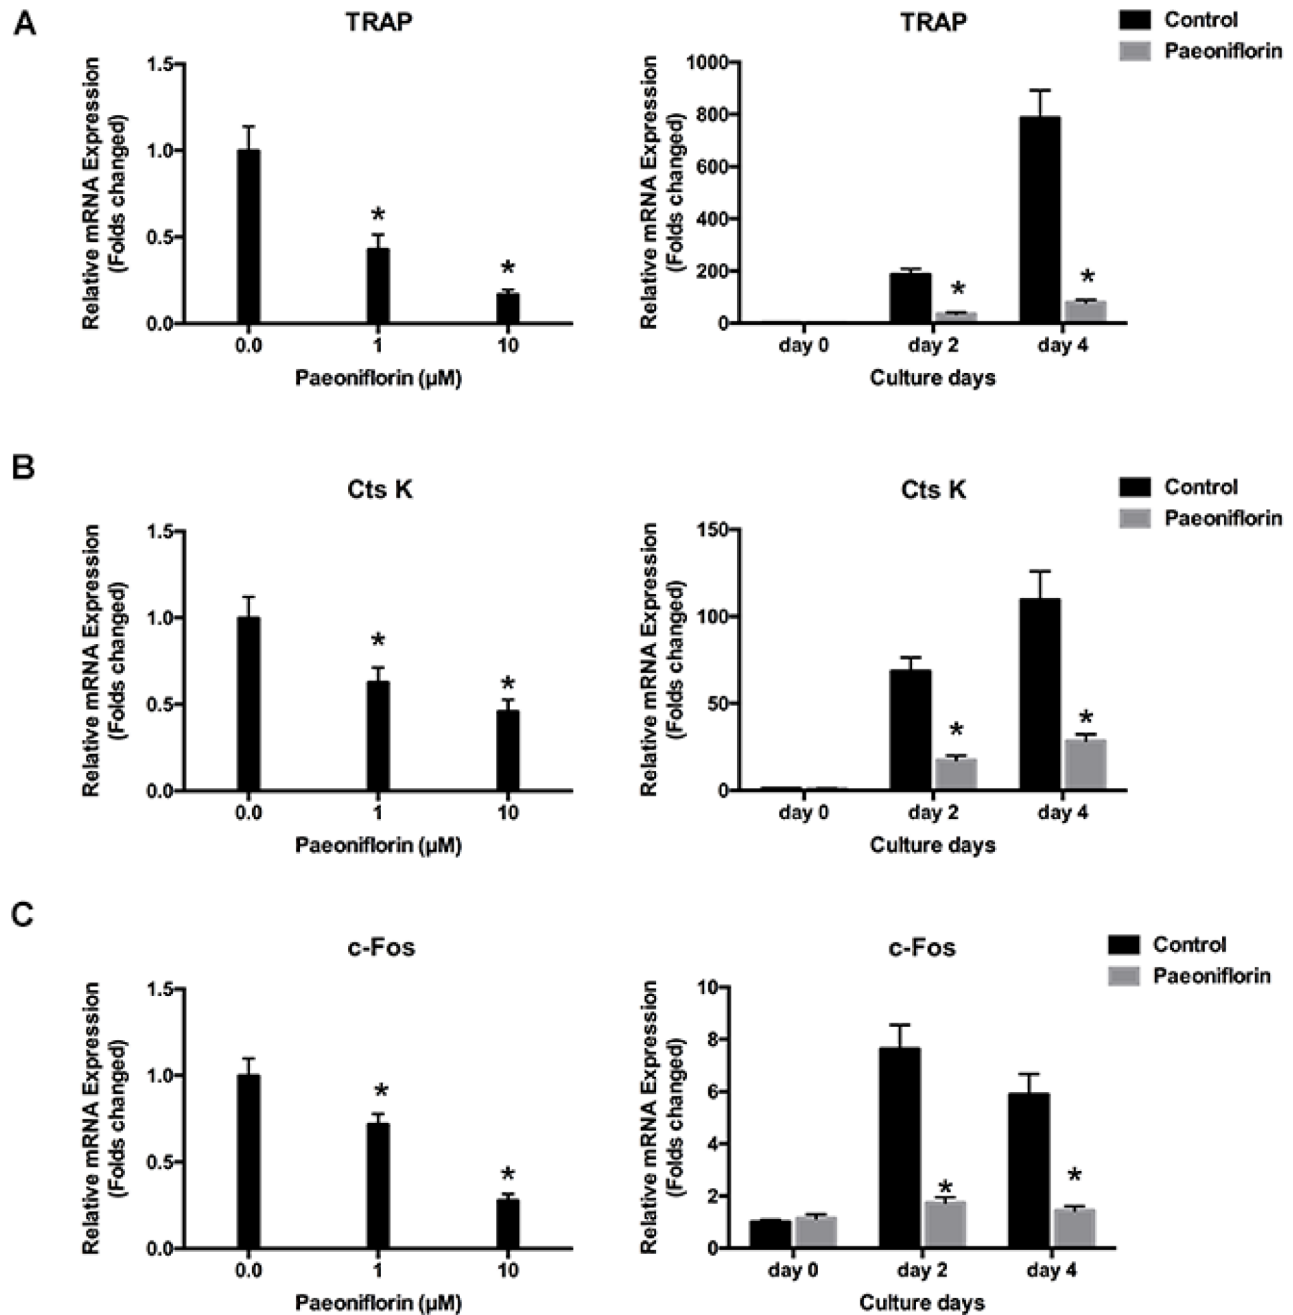 A
TRAP
Relative mRNA Expression
(Folds changed)
1.5
1.0
0.5
0.0
*
*
0.0 1 10
Paeoniflorin (µM)
TRAP
Control
Paeoniflorin
Relative mRNA Expression
(Folds changed)
1000
800
600
400
200
0
*
*
day 0 day 2 day 4
Culture days
B
Cts K
Relative mRNA Expression
(Folds changed)
1.5
1.0
0.5
0.0
*
*
0.0 1 10
Paeoniflorin (µM)
Cts K
Control
Paeoniflorin
Relative mRNA Expression
(Folds changed)
150
100
50
0
*
*
day 0 day 2 day 4
Culture days
C
c-Fos
Relative mRNA Expression
(Folds changed)
1.5
1.0
0.5
0.0
*
*
0.0 1 10
Paeoniflorin (µM)
c-Fos
Control
Paeoniflorin
Relative mRNA Expression
(Folds changed)
10
8
6
4
2
0
*
*
day 0 day 2 day 4
Culture days